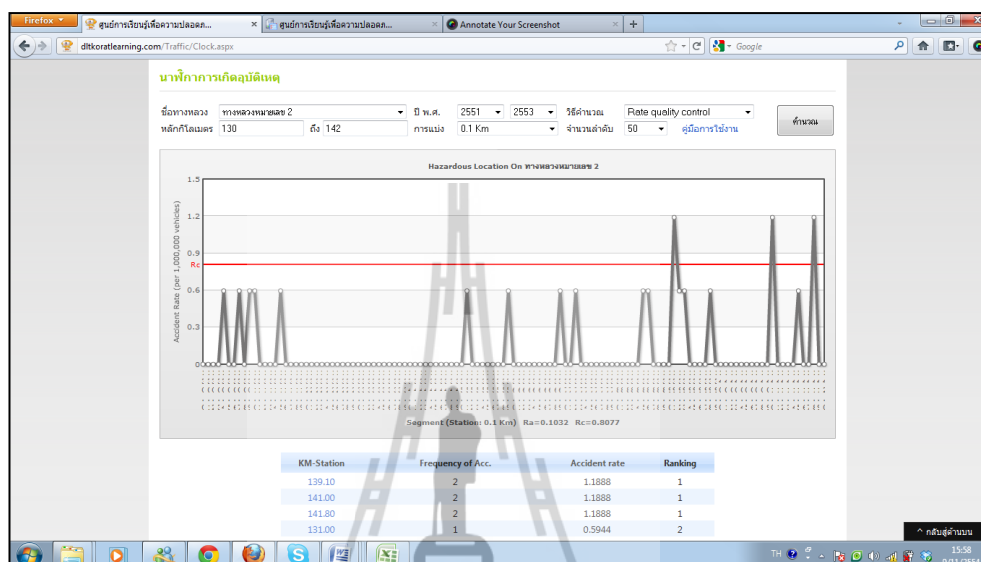 Firefox
ศูนย์การเรียนรู้เพื่อความปลอดภ...
ศูนย์การเรียนรู้เพื่อความปลอดภ...
Annotate Your Screenshot
dltkoratlearning.com/Traffic/Clock.aspx
Google
นาฬิกาการเกิดอุบัติเหตุ
ชื่อทางหลวง ทางหลวงหมายเลข 2 ปี พ.ศ. 2551 2553 วิธีคำนวณ Rate quality control
คำนวณ
หลักกิโลเมตร 130 ถึง 142 การแบ่ง 0.1 Km จำนวนลำดับ 50 คู่มือการใช้งาน
Hazardous Location On ทางหลวงหมายเลข 2
Accident Rate (per 1,000,000 vehicles)
1.5
1.2
0.9
Rc
0.6
0.3
0
Segment (Station: 0.1 Km) Ra=0.1032 Rc=0.8077
KM-Station Frequency of Acc. Accident rate Ranking
139.10 2 1.1888 1
141.00 2 1.1888 1
141.80 2 1.1888 1
131.00 1 0.5944 2
^ กลับสู่ด้านบน
TH
15:58